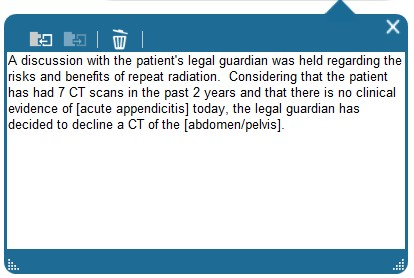 A discussion with the patient's legal guardian was held regarding the
risks and benefits of repeat radiation.  Considering that the patient
has had 7 CT scans in the past 2 years and that there is no clinical
evidence of [acute appendicitis] today, the legal guardian has
decided to decline a CT of the [abdomen/pelvis].